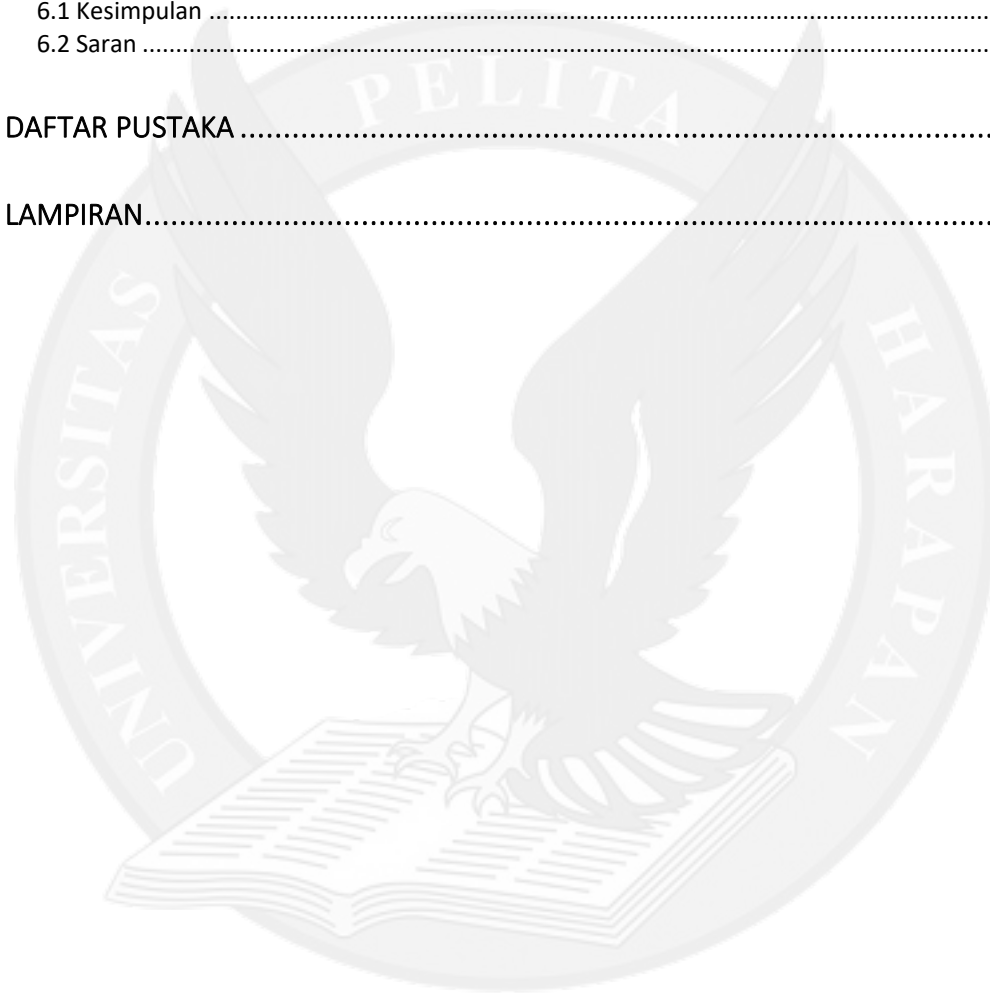 6.1 Kesimpulan ........................................................................................................................
6.2 Saran ........................................................................................................................
DAFTAR PUSTAKA ........................................................................................
LAMPIRAN........................................................................................
UNIVERSITAS PELITA HARAPAN